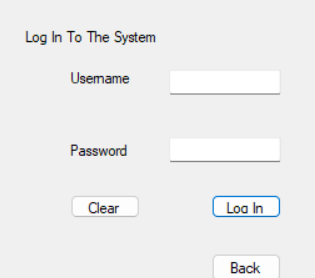 Log In To The System
Username
Password
Clear
Log In
Back